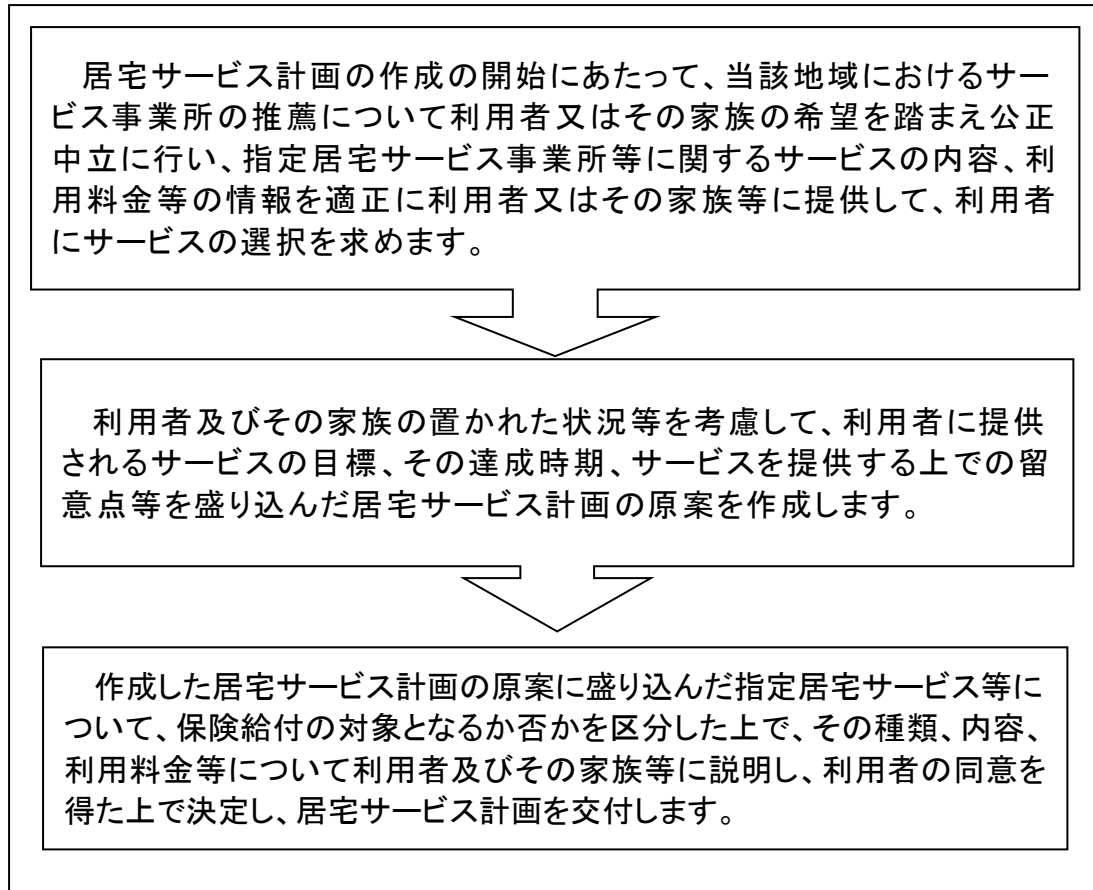 居宅サービス計画の作成の開始にあたって、当該地域におけるサー
ビス事業所の推薦について利用者又はその家族の希望を踏まえ公正
中立に行い、指定居宅サービス事業所等に関するサービスの内容、利
用料金等の情報を適正に利用者又はその家族等に提供して、利用者
にサービスの選択を求めます。
利用者及びその家族の置かれた状況等を考慮して、利用者に提供
されるサービスの目標、その達成時期、サービスを提供する上での留
意点等を盛り込んだ居宅サービス計画の原案を作成します。
作成した居宅サービス計画の原案に盛り込んだ指定居宅サービス等に
ついて、保険給付の対象となるか否かを区分した上で、その種類、内容、
利用料金等について利用者及びその家族等に説明し、利用者の同意を
得た上で決定し、居宅サービス計画を交付します。